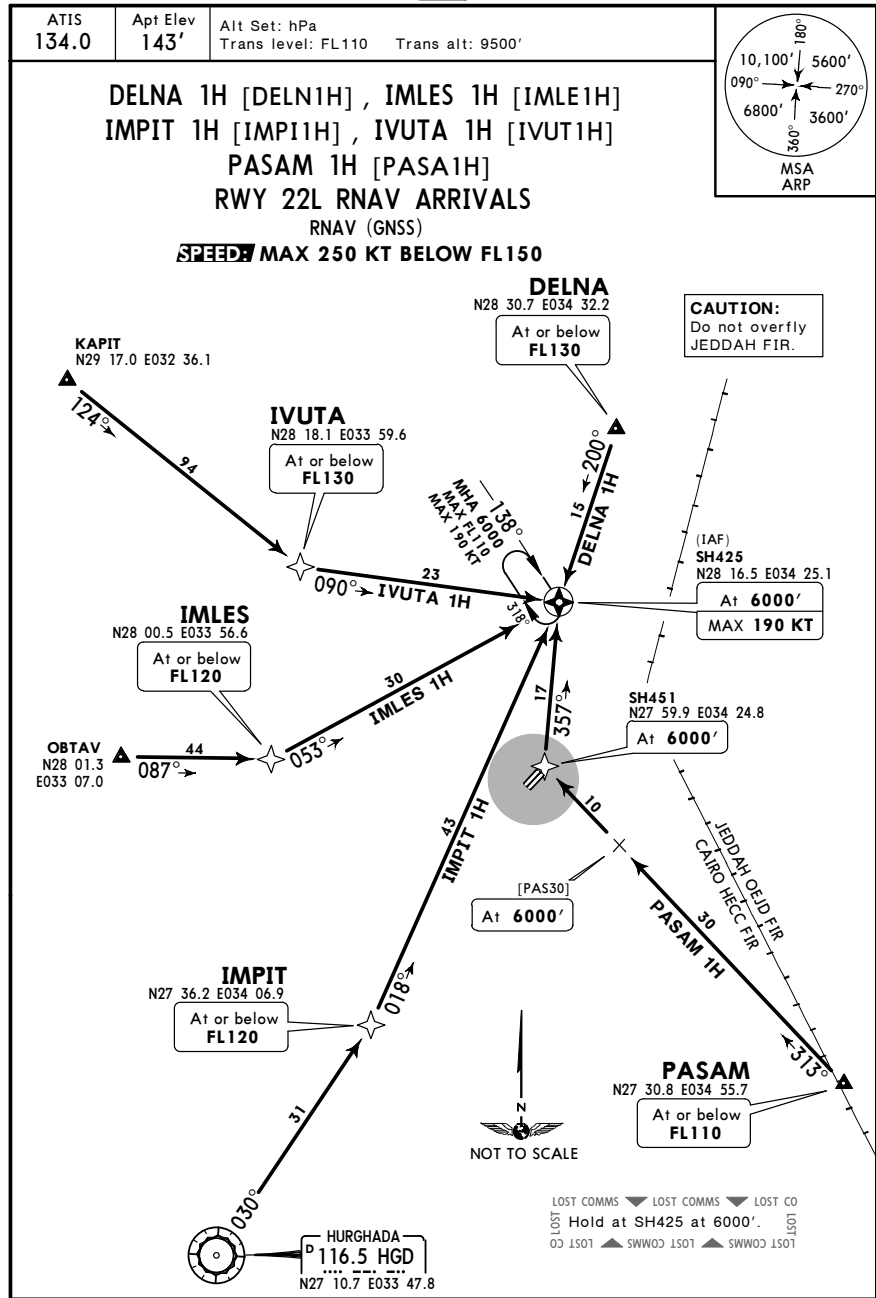 ATIS
134.0
Apt Elev
143'
Alt Set: hPa
Trans level: FL110 Trans alt: 9500'
180°
10,100' 5600'
090° 270°
6800' 3600'
360°
MSA
ARP
DELNA 1H [DELN1H] , IMLES 1H [IMLE1H]
IMPIT 1H [IMPI1H] , IVUTA 1H [IVUT1H]
PASAM 1H [PASA1H]
RWY 22L RNAV ARRIVALS
RNAV (GNSS)
SPEED: MAX 250 KT BELOW FL150
DELNA
N28 30.7 E034 32.2
At or below
FL130
CAUTION:
Do not overfly
JEDDAH FIR.
KAPIT
N29 17.0 E032 36.1
124°
94
IVUTA
N28 18.1 E033 59.6
At or below
FL130
200°
15
DELNA 1H
138°
MHA 6000
MAX FL110
MAX 190 KT
318°
(IAF)
SH425
N28 16.5 E034 25.1
At 6000'
MAX 190 KT
23
090°
IVUTA 1H
IMLES
N28 00.5 E033 56.6
At or below
FL120
30
IMLES 1H
053°
17
357°
SH451
N27 59.9 E034 24.8
At 6000'
OBTAV
N28 01.3
E033 07.0
44
087°
43
IMPIT 1H
10
[PAS30]
At 6000'
JEDDAH OEJD FIR
CAIRO HECC FIR
30
PASAM 1H
IMPIT
N27 36.2 E034 06.9
At or below
FL120
018°
313°
PASAM
N27 30.8 E034 55.7
At or below
FL110
31
N
NOT TO SCALE
030°
HURGHADA
D 116.5 HGD
N27 10.7 E033 47.8
LOST COMMS LOST COMMS LOST CO
LOST
Hold at SH425 at 6000'.
LOST
LOST COMMS LOST COMMS LOST CO